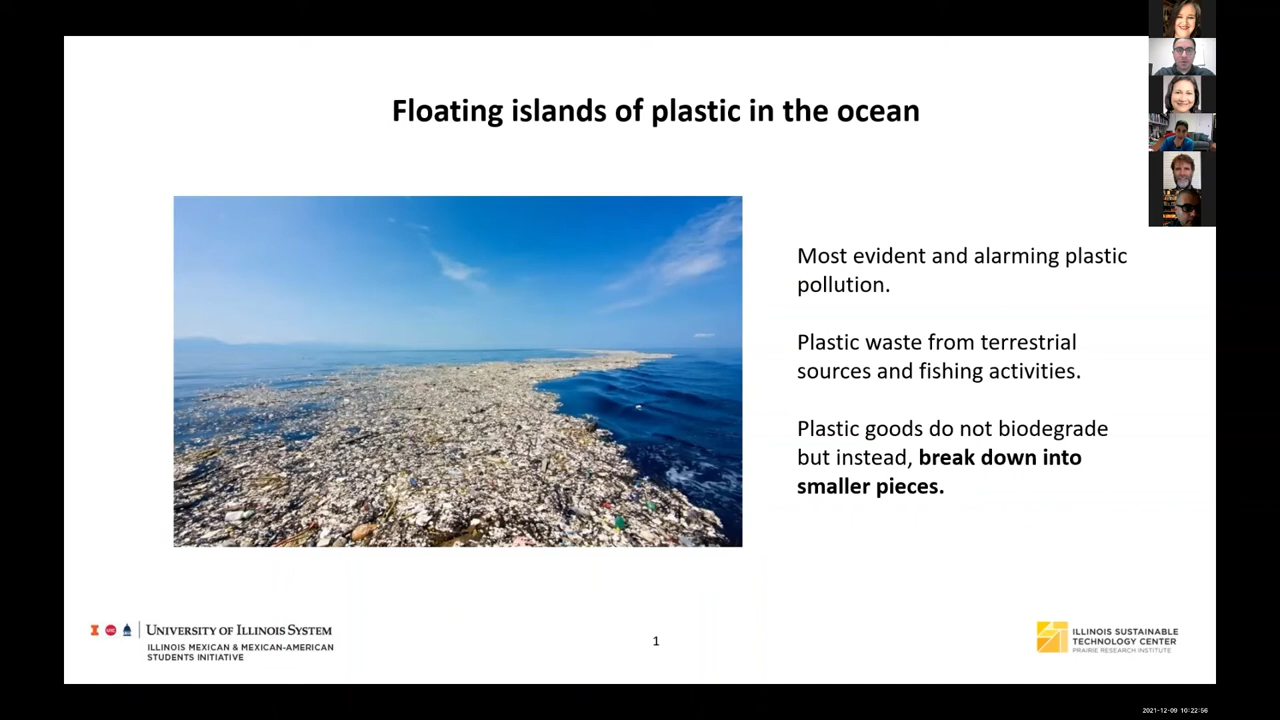 Floating islands of plastic in the ocean
Most evident and alarming plastic
pollution.
Plastic waste from terrestrial
sources and fishing activities.
Plastic goods do not biodegrade
but instead, break down into
smaller pieces.
UNIVERSITY OF ILLINOIS SYSTEM
ILLINOIS MEXICAN & MEXICAN-AMERICAN
STUDENTS INITIATIVE
1
ILLINOIS SUSTAINABLE
TECHNOLOGY CENTER
PRAIRIE RESEARCH INSTITUTE
2021-12-09 10:22:56